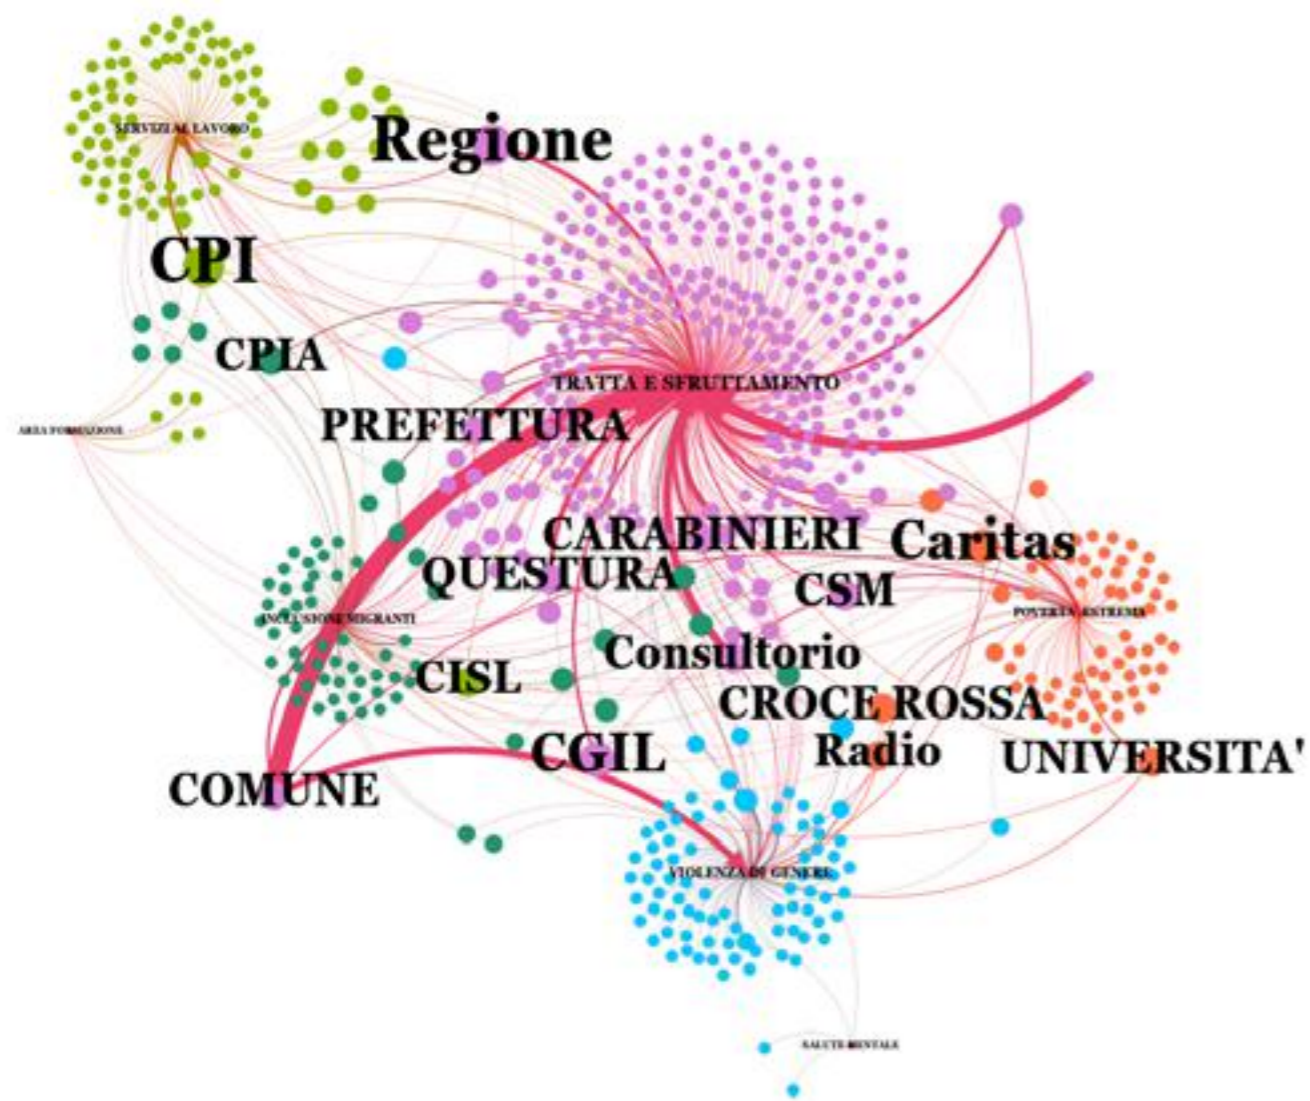 SERVIZI AL LAVORO
Regione
CPI
CPIA
TRATTA E SFRUTTAMENTO
PREFETTURA
AREA FORMAZIONE
CARABINIERI
Caritas
QUESTURA
CSM
POVERTA' ESTREMA
INCLUSIONE MIGRANTI
Consultorio
CISL
CROCE ROSSA
CGIL
Radio
UNIVERSITA'
COMUNE
VIOLENZA DI GENERE
SALUTE MENTALE